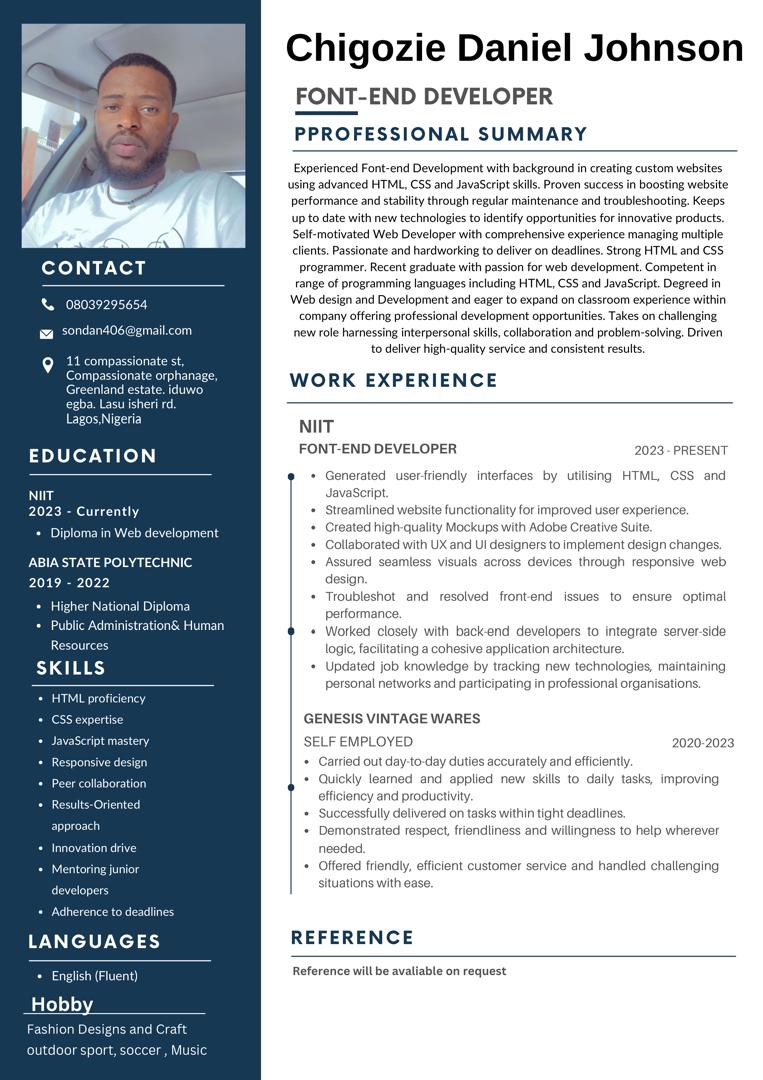 Chigozie Daniel Johnson
FONT-END DEVELOPER
PPROFESSIONAL SUMMARY
Experienced Font-end Development with background in creating custom websites
using advanced HTML, CSS and JavaScript skills. Proven success in boosting website
performance and stability through regular maintenance and troubleshooting. Keeps
up to date with new technologies to identify opportunities for innovative products.
Self-motivated Web Developer with comprehensive experience managing multiple
clients. Passionate and hardworking to deliver on deadlines. Strong HTML and CSS
programmer. Recent graduate with passion for web development. Competent in
range of programming languages including HTML, CSS and JavaScript. Degreed in
Web design and Development and eager to expand on classroom experience within
company offering professional development opportunities. Takes on challenging
new role harnessing interpersonal skills, collaboration and problem-solving. Driven
to deliver high-quality service and consistent results.
CONTACT
08039295654
sondan406@gmail.com
11 compassionate st,
Compassionate orphanage,
Greenland estate. iduwo
egba. Lasu isheri rd.
Lagos,Nigeria
EDUCATION
NIIT
2023 - Currently
• Diploma in Web development
ABIA STATE POLYTECHNIC
2019 - 2022
• Higher National Diploma
• Public Administration& Human
Resources
SKILLS
• HTML proficiency
• CSS expertise
• JavaScript mastery
• Responsive design
• Peer collaboration
• Results-Oriented
approach
• Innovation drive
• Mentoring junior
developers
• Adherence to deadlines
LANGUAGES
• English (Fluent)
Hobby
Fashion Designs and Craft
outdoor sport, soccer , Music
WORK EXPERIENCE
NIIT
FONT-END DEVELOPER 2023 - PRESENT
• Generated user-friendly interfaces by utilising HTML, CSS and
JavaScript.
• Streamlined website functionality for improved user experience.
• Created high-quality Mockups with Adobe Creative Suite.
• Collaborated with UX and UI designers to implement design changes.
• Assured seamless visuals across devices through responsive web
design.
• Troubleshot and resolved front-end issues to ensure optimal
performance.
• Worked closely with back-end developers to integrate server-side
logic, facilitating a cohesive application architecture.
• Updated job knowledge by tracking new technologies, maintaining
personal networks and participating in professional organisations.
GENESIS VINTAGE WARES
SELF EMPLOYED 2020-2023
• Carried out day-to-day duties accurately and efficiently.
• Quickly learned and applied new skills to daily tasks, improving
efficiency and productivity.
• Successfully delivered on tasks within tight deadlines.
• Demonstrated respect, friendliness and willingness to help wherever
needed.
• Offered friendly, efficient customer service and handled challenging
situations with ease.
REFERENCE
Reference will be avaliable on request